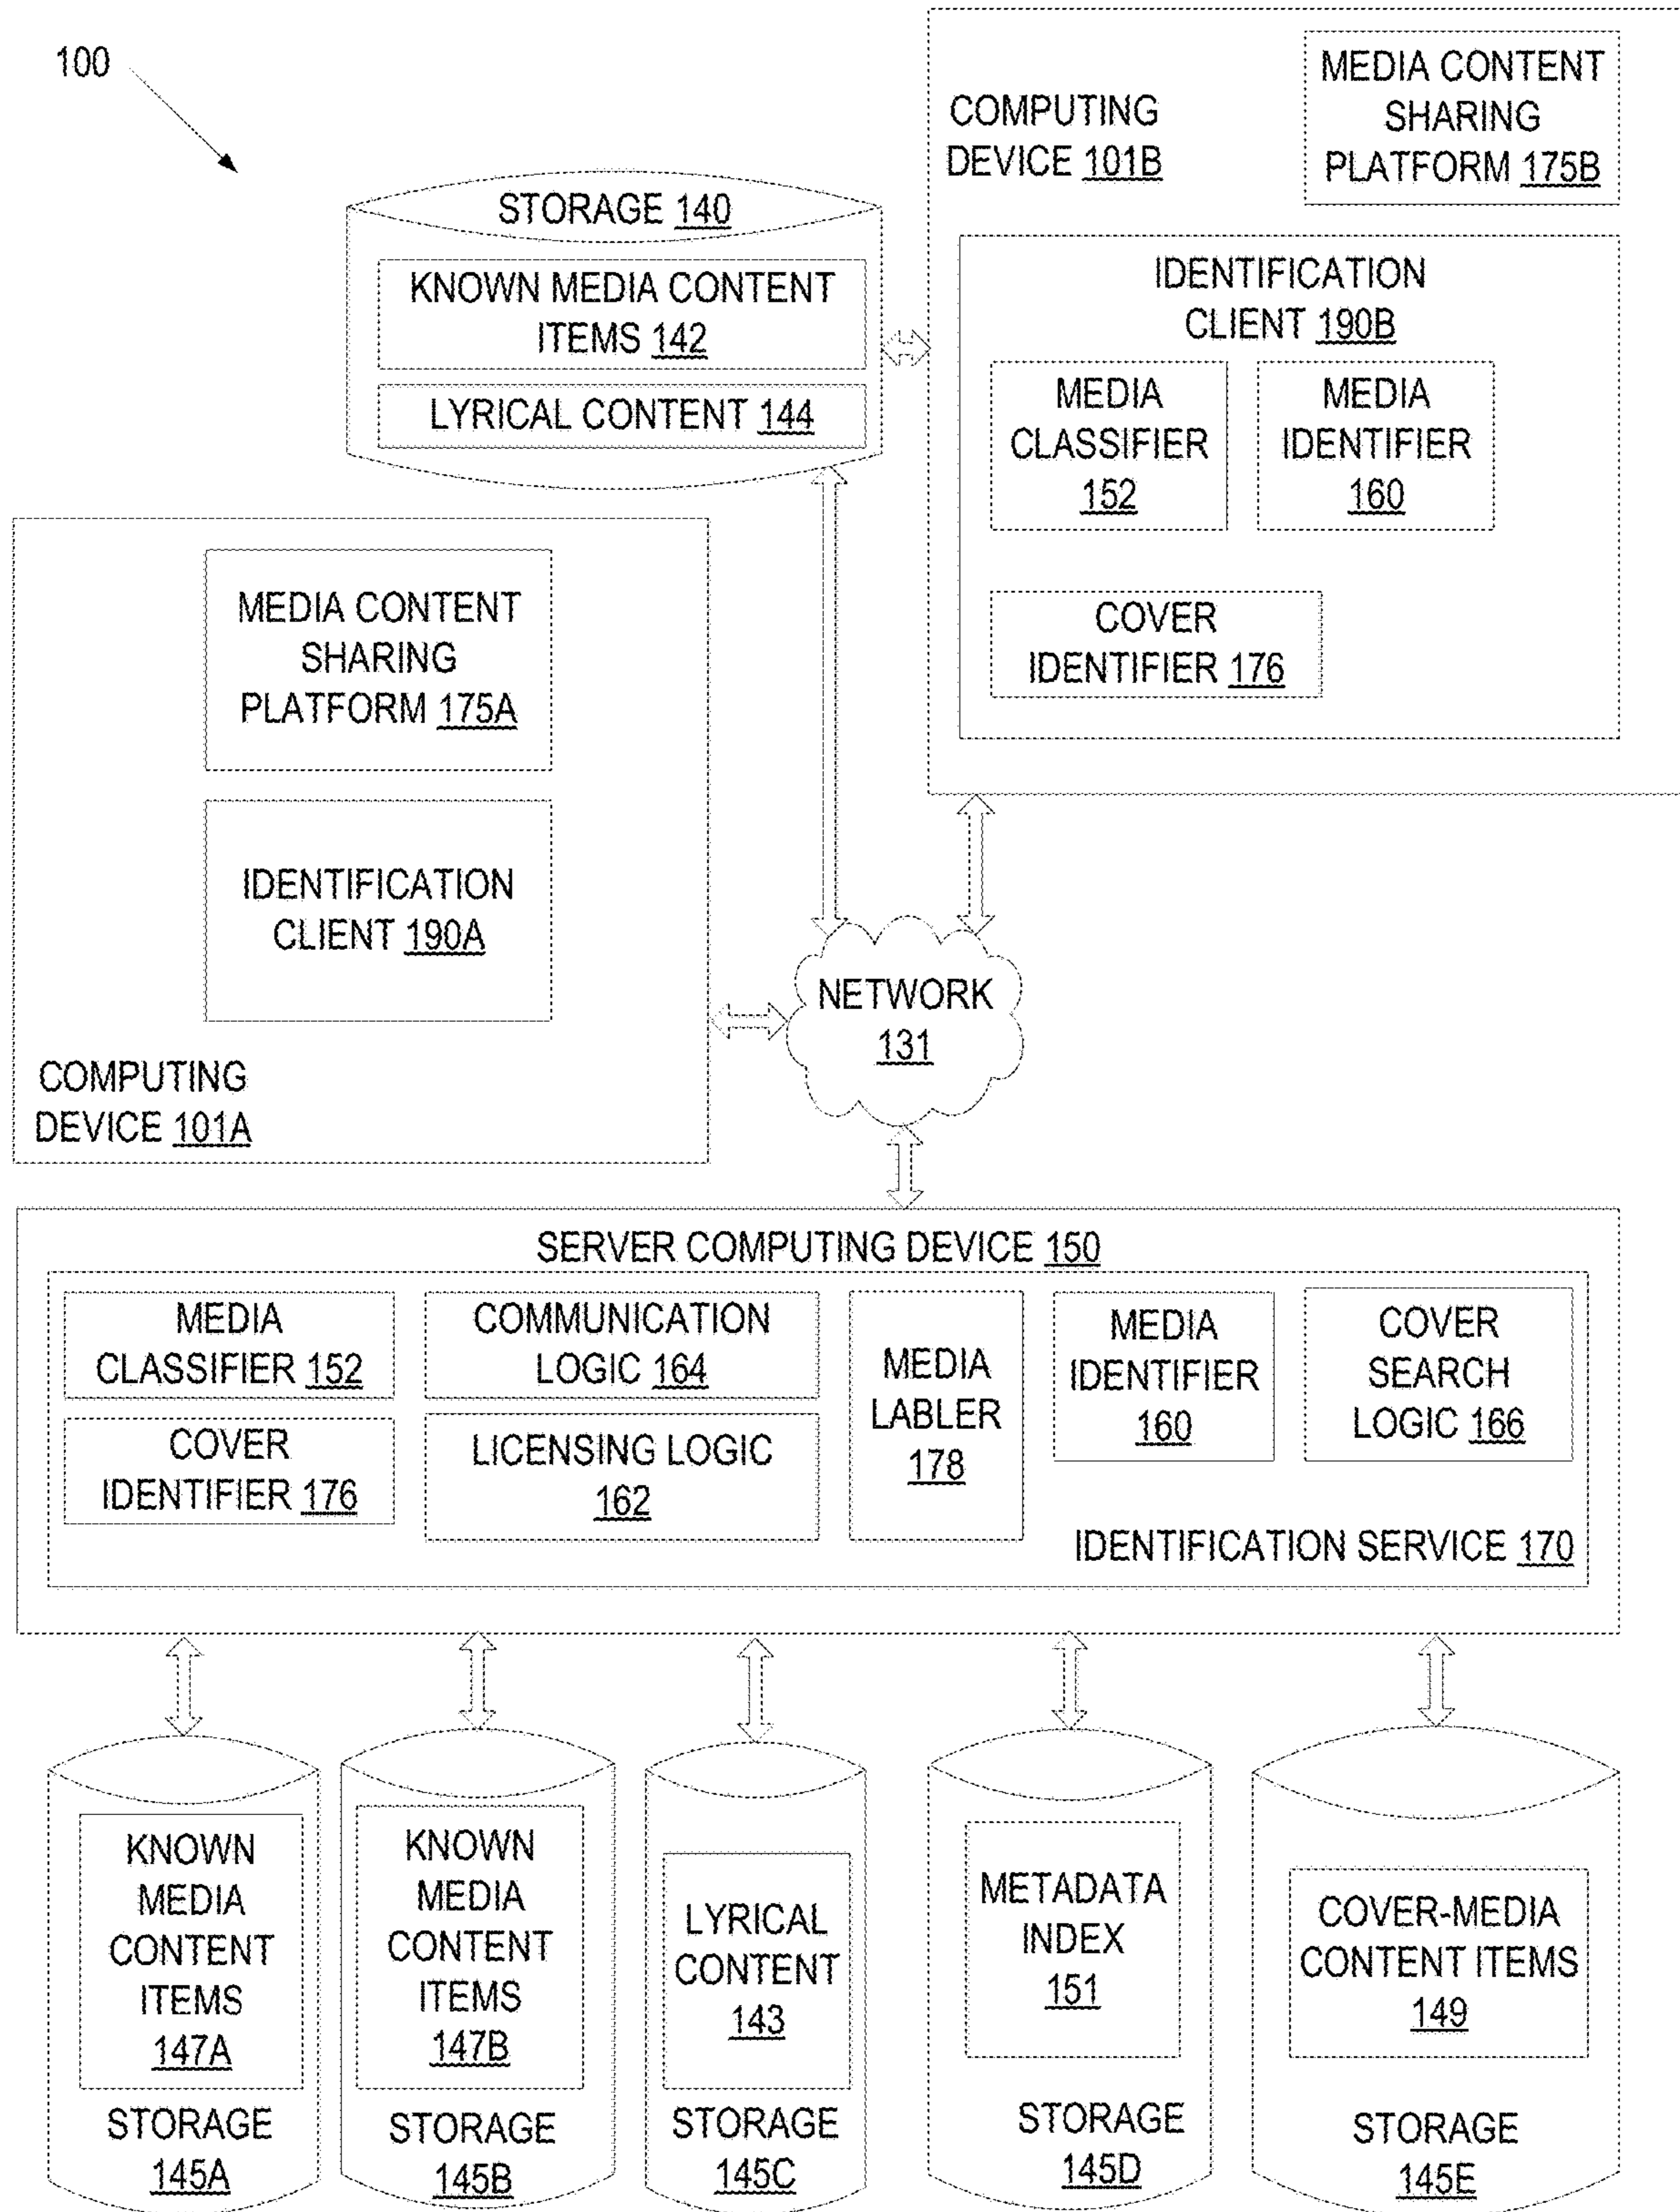 100
STORAGE 140
KNOWN MEDIA CONTENT
ITEMS 142
LYRICAL CONTENT 144
COMPUTING
DEVICE 101B
MEDIA CONTENT
SHARING
PLATFORM 175B
IDENTIFICATION
CLIENT 190B
MEDIA
CLASSIFIER
152
MEDIA
IDENTIFIER
160
COVER
IDENTIFIER 176
MEDIA CONTENT
SHARING
PLATFORM 175A
IDENTIFICATION
CLIENT 190A
COMPUTING
DEVICE 101A
NETWORK
131
SERVER COMPUTING DEVICE 150
MEDIA
CLASSIFIER 152
COVER
IDENTIFIER 176
COMMUNICATION
LOGIC 164
LICENSING LOGIC
162
MEDIA
LABLER
178
MEDIA
IDENTIFIER
160
COVER
SEARCH
LOGIC 166
IDENTIFICATION SERVICE 170
KNOWN
MEDIA
CONTENT
ITEMS
147A
STORAGE
145A
KNOWN
MEDIA
CONTENT
ITEMS
147B
STORAGE
145B
LYRICAL
CONTENT
143
STORAGE
145C
METADATA
INDEX
151
STORAGE
145D
COVER-MEDIA
CONTENT ITEMS
149
STORAGE
145E